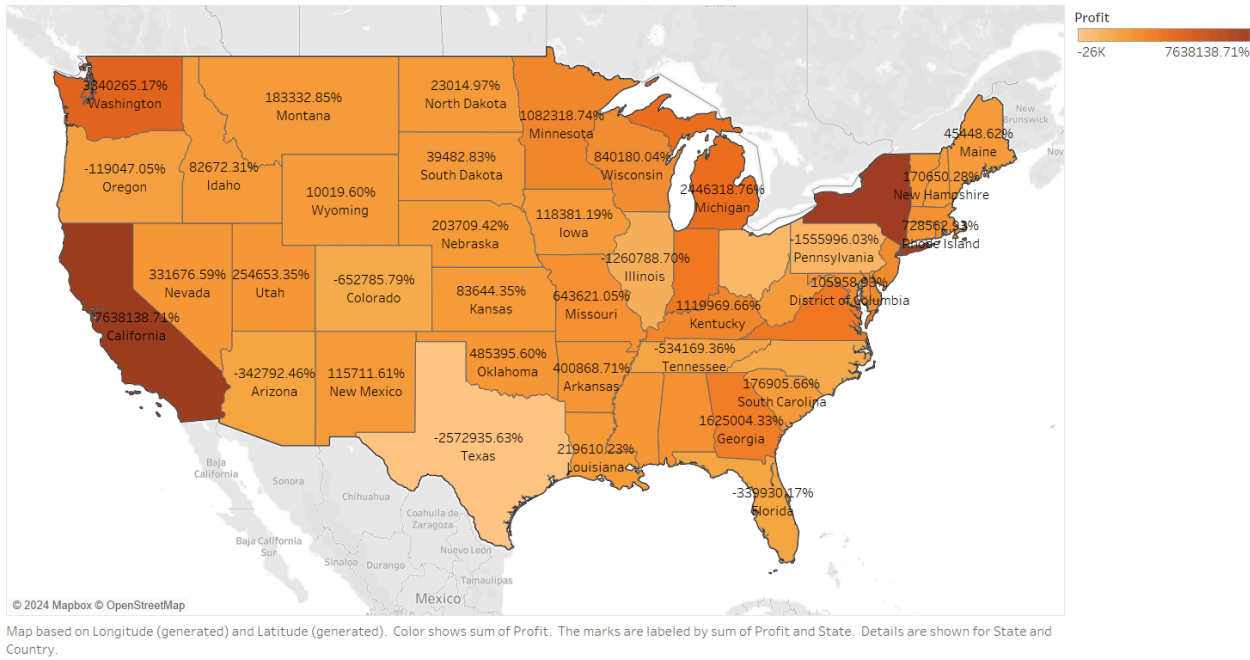 Profit
-26K 7638138.71%
New
Brunswick
Nov
3340265.17%
Washington
183332.85%
Montana
23014.97%
North Dakota
1082318.74%
Minnesota
45448.62%
Maine
-119047.05%
Oregon
82672.31%
Idaho
39482.83%
South Dakota
840180.04%
Wisconsin
10019.60%
Wyoming
2446318.76%
Michigan
170650.28%
New Hampshire
118381.19%
Iowa
203709.42%
Nebraska
728562.93%
Rhode Island
-1555996.03%
Pennsylvania
331676.59%
Nevada
254653.35%
Utah
-652785.79%
Colorado
-1260788.70%
Illinois
83644.35%
Kansas
643621.05%
Missouri
105958.93%
District of Columbia
1119969.66%
Kentucky
7638138.71%
California
-534169.36%
Tennessee
-342792.46%
Arizona
115711.61%
New Mexico
485395.60%
Oklahoma
400868.71%
Arkansas
176905.66%
South Carolina
1625004.33%
Georgia
-2572935.63%
Texas
219610.23%
Louisiana
-339930.17%
Florida
Baja
California
Sonora
Chihuahua
Coahuila de
Zaragoza
Baja California
Sur
Nuevo León
Sinaloa
Durango
Tamaulipas
Mexico
© 2024 Mapbox © OpenStreetMap
Map based on Longitude (generated) and Latitude (generated). Color shows sum of Profit. The marks are labeled by sum of Profit and State. Details are shown for State and
Country.